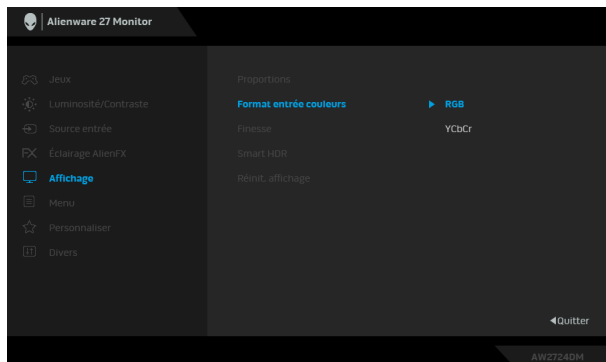 Alienware 27 Monitor
Jeux
Luminosité/Contraste
Source entrée
Éclairage AlienFX
Affichage
Menu
Personnaliser
Divers
Proportions
Format entrée couleurs
Finesse
Smart HDR
Réinit. affichage
RGB
YCbCr
Quitter
AW2724DM